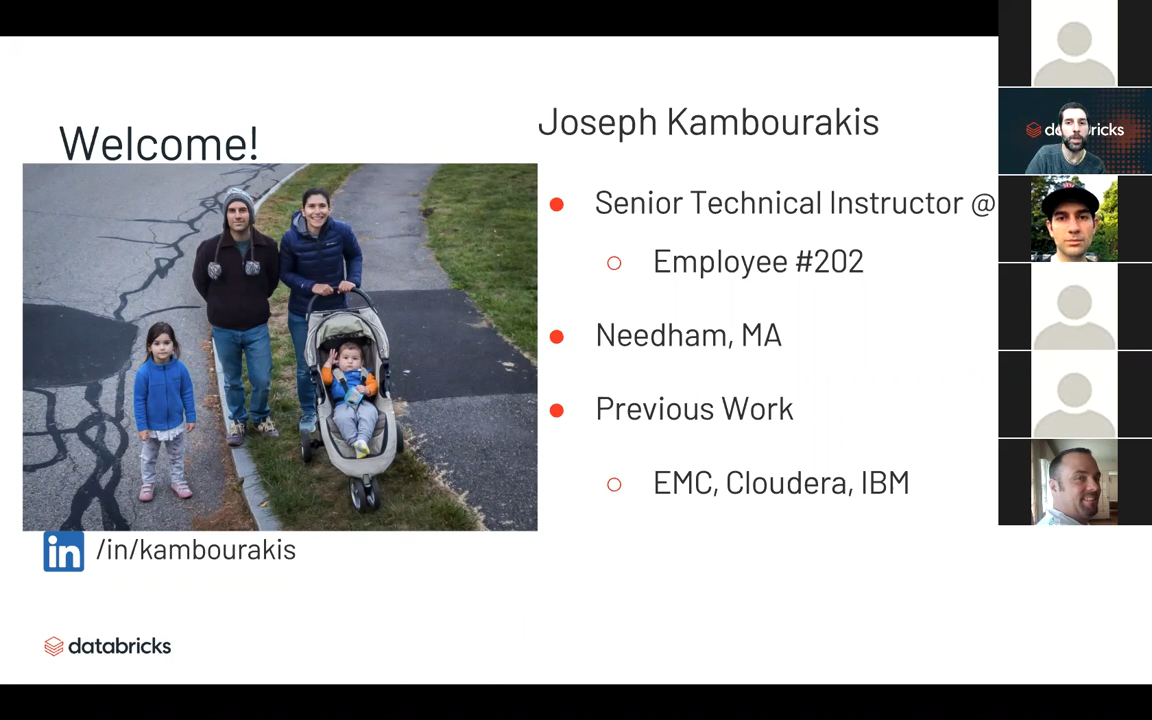 Welcome!
Joseph Kambourakis
Senior Technical Instructor @
Employee #202
Needham, MA
Previous Work
EMC, Cloudera, IBM
in /in/kambourakis
databricks
databricks